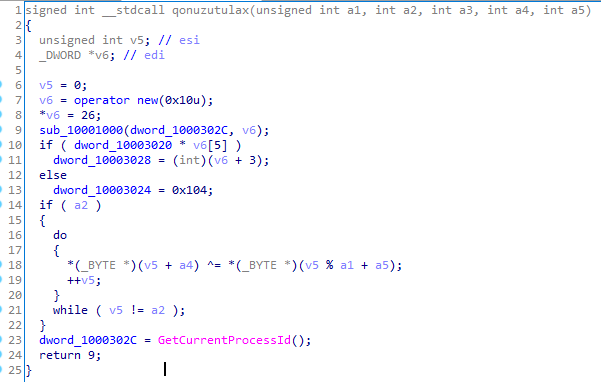 1 signed int __stdcall qonuzutulax(unsigned int a1, int a2, int a3, int a4, int a5)
2 {
3 unsigned int v5; // esi
4 _DWORD *v6; // edi
5
6 v5 = 0;
7 v6 = operator new(0x10u);
8 *v6 = 26;
9 sub_10001000(dword_1000302C, v6);
10 if ( dword_10003020 * v6[5] )
11 dword_10003028 = (int)(v6 + 3);
12 else
13 dword_10003024 = 0x104;
14 if ( a2 )
15 {
16 do
17 {
18 *(_BYTE *)(v5 + a4) ^= *(_BYTE *)(v5 % a1 + a5);
19 ++v5;
20 }
21 while ( v5 != a2 );
22 }
23 dword_1000302C = GetCurrentProcessId();
24 return 9;
25 }